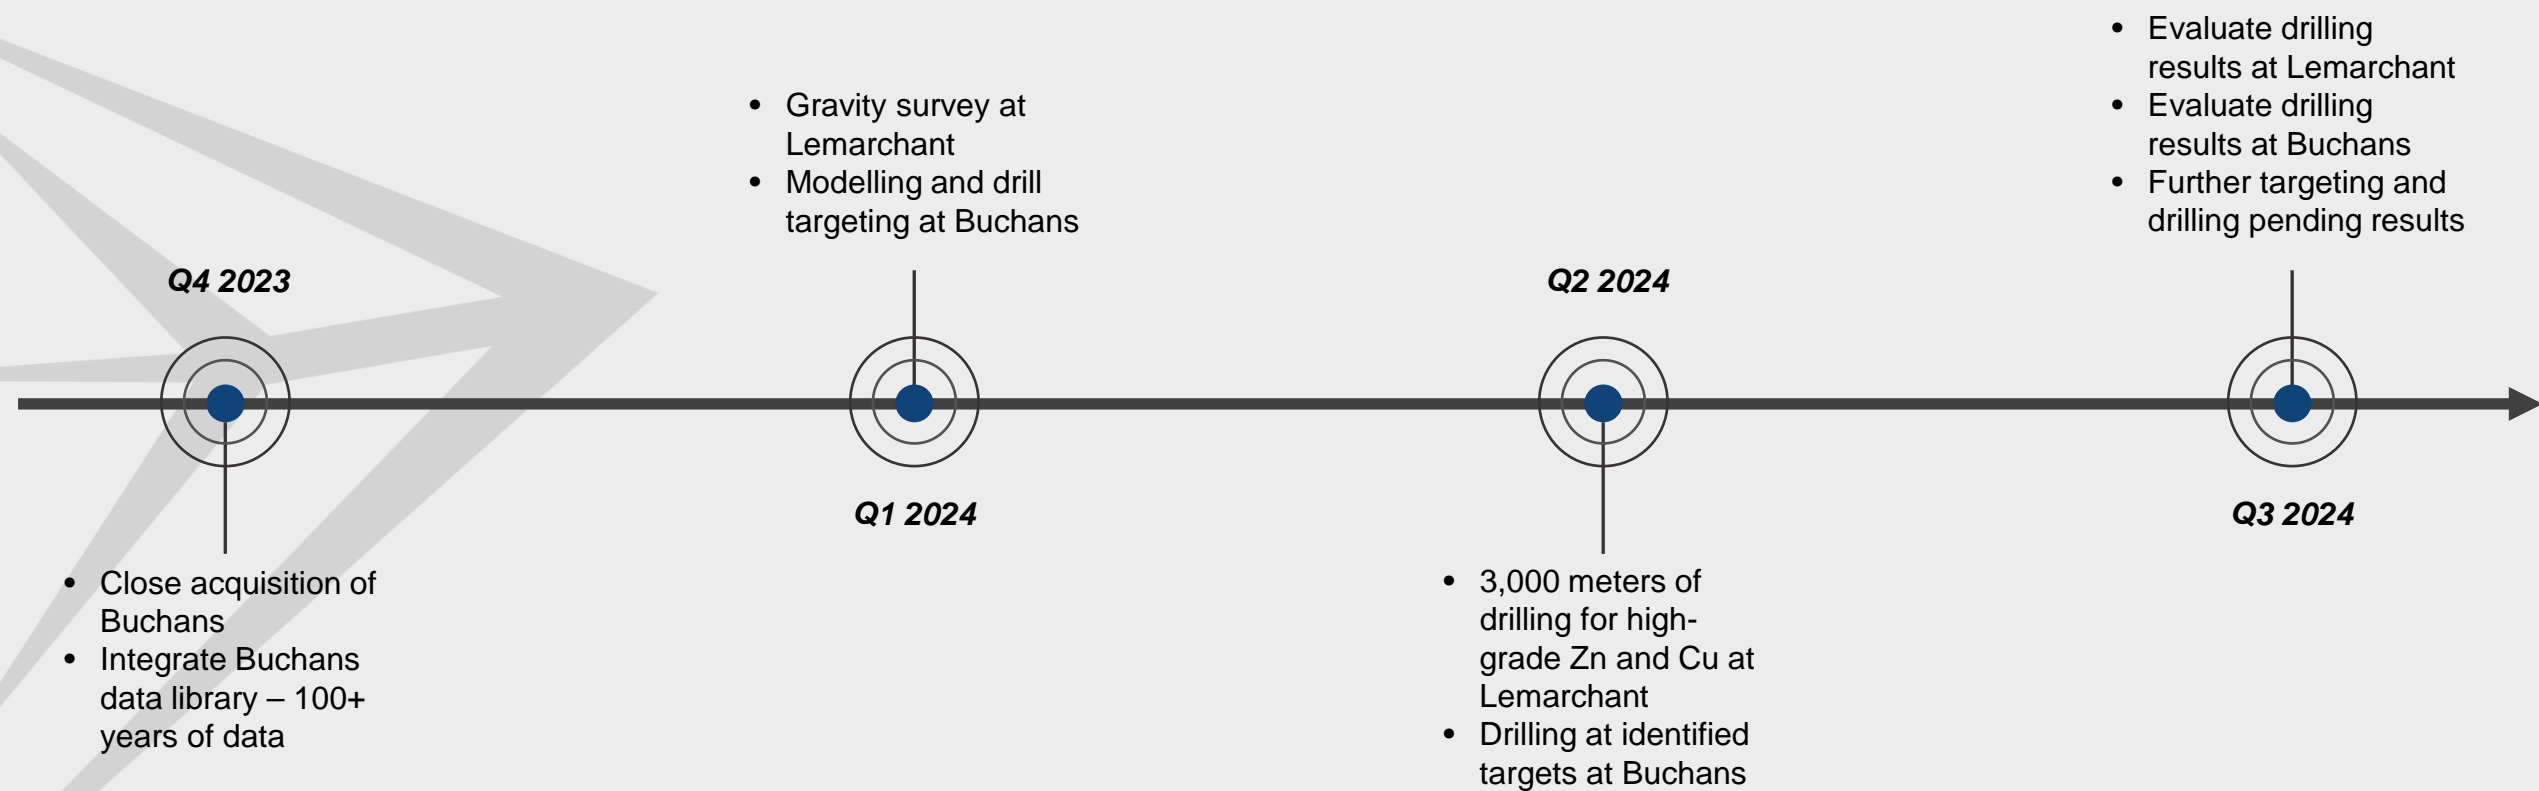 Q4 2023
• Close acquisition of
Buchans
• Integrate Buchans
data library – 100+
years of data
• Gravity survey at
Lemarchant
• Modelling and drill
targeting at Buchans
Q1 2024
Q2 2024
• 3,000 meters of
drilling for high-
grade Zn and Cu at
Lemarchant
• Drilling at identified
targets at Buchans
• Evaluate drilling
results at Lemarchant
• Evaluate drilling
results at Buchans
• Further targeting and
drilling pending results
Q3 2024